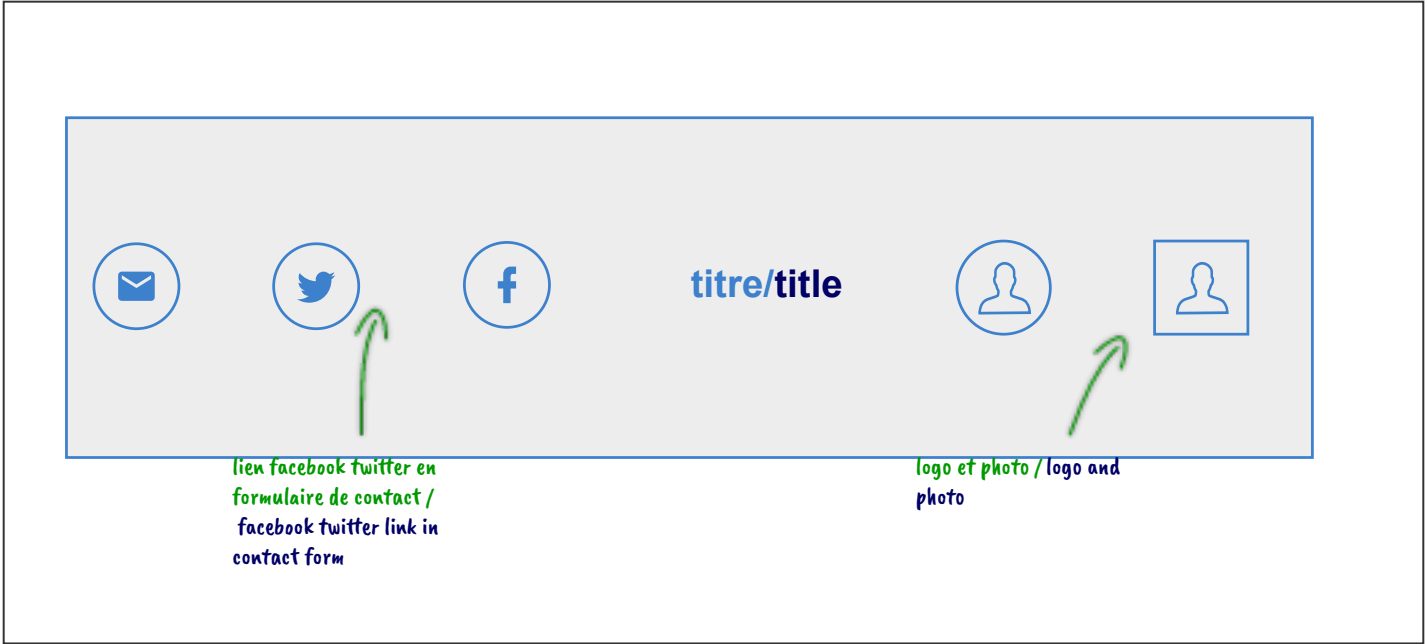 titre/title
lien facebook twitter en
formulaire de contact /
facebook twitter link in
contact form
logo et photo / logo and
photo